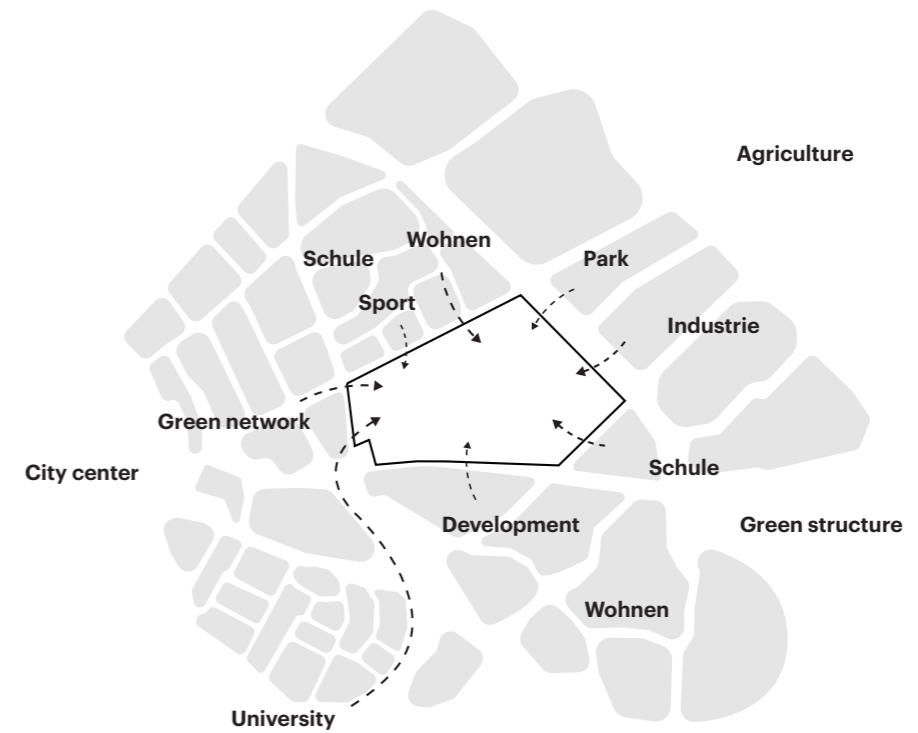 Agriculture
Wohnen
Schule
Park
Sport
Industrie
Green network
City center
Schule
Development
Green structure
Wohnen
University